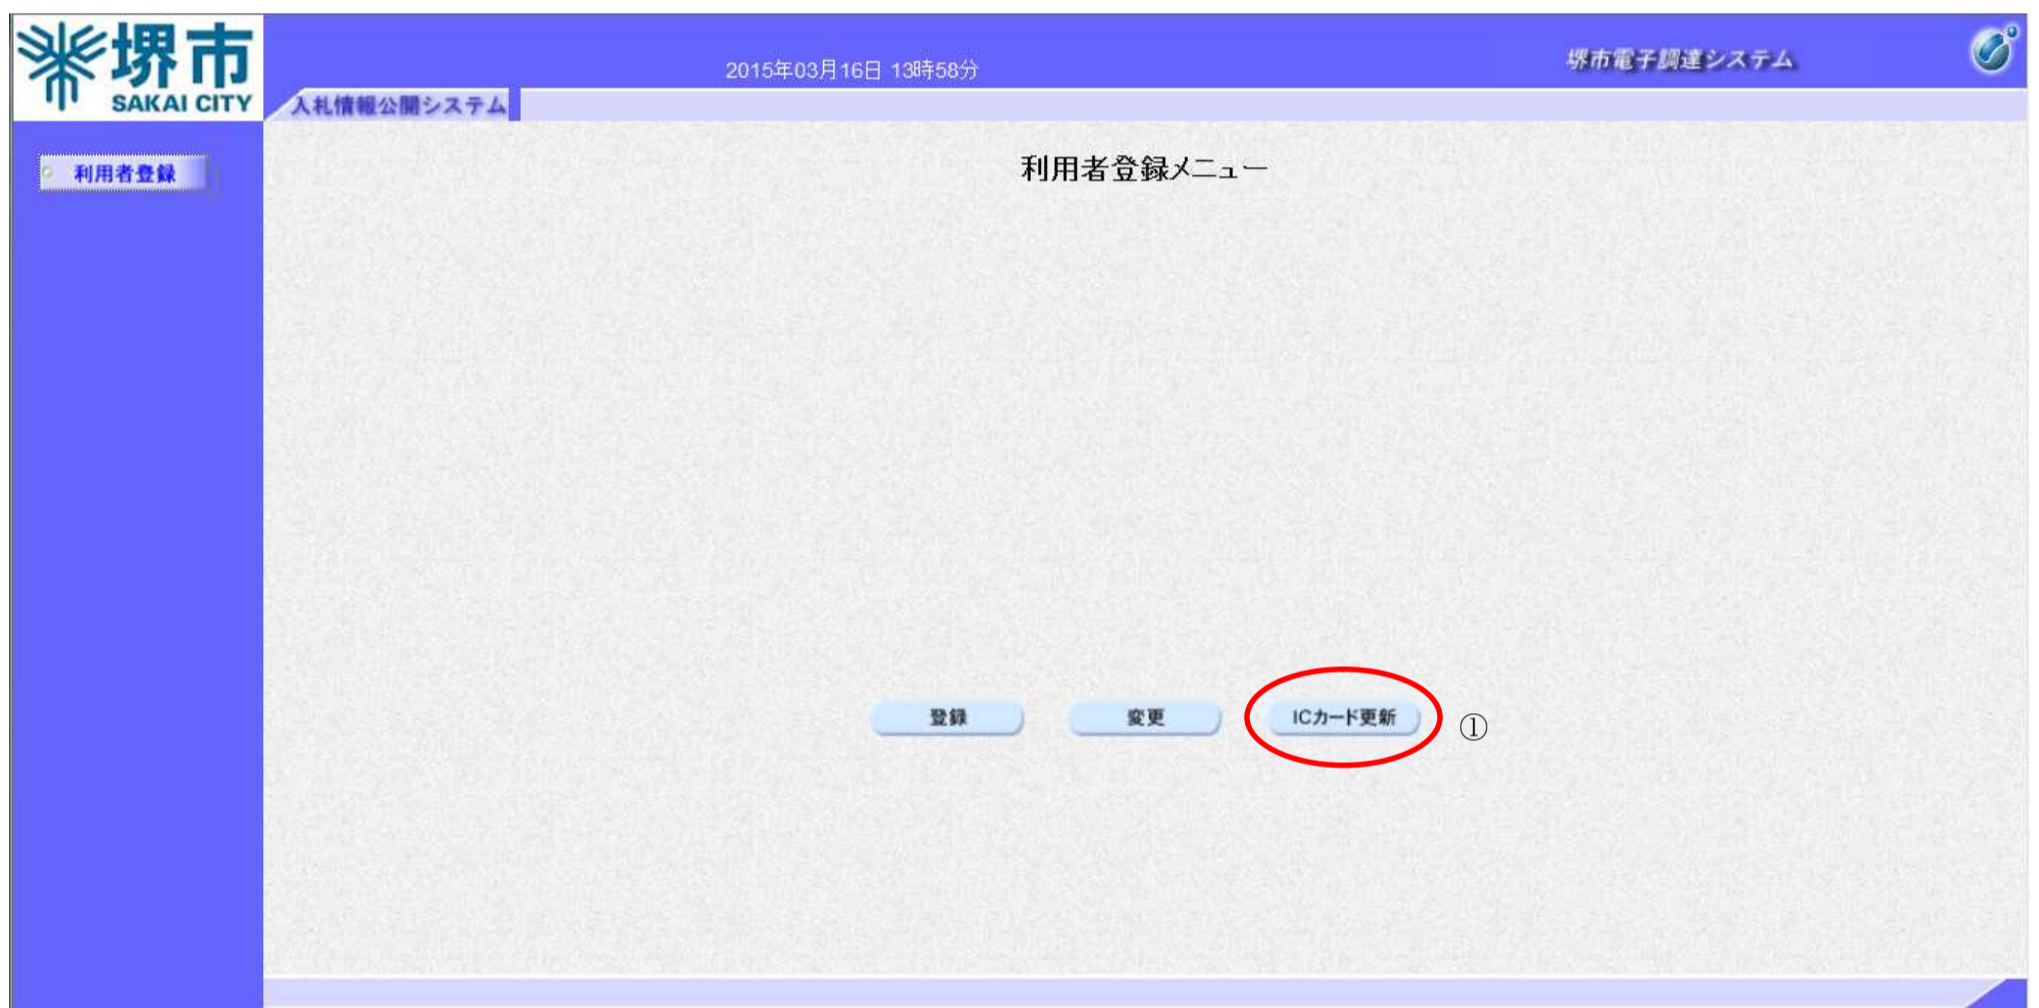 堺市
SAKAI CITY
2015年03月16日 13時58分
堺市電子調達システム
入札情報公開システム
利用者登録
利用者登録メニュー
登録
変更
ICカード更新
①